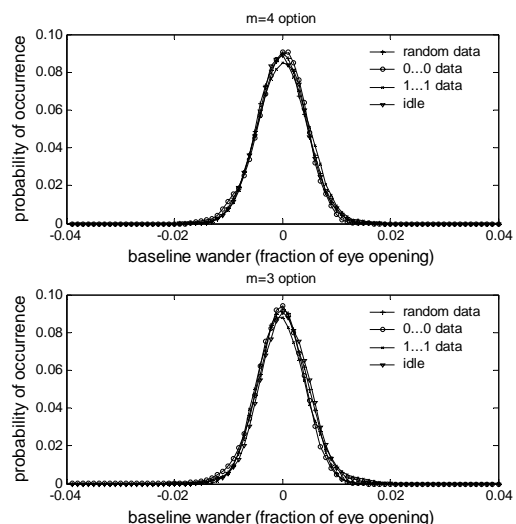 m=4 option
0.10
0.08
0.06
0.04
0.02
0
probability of occurrence
random data
0...0 data
1...1 data
idle
-0.04
-0.02
0
0.02
0.04
baseline wander (fraction of eye opening)
m=3 option
0.10
0.08
0.06
0.04
0.02
0
probability of occurrence
random data
0...0 data
1...1 data
idle
-0.04
-0.02
0
0.02
0.04
baseline wander (fraction of eye opening)